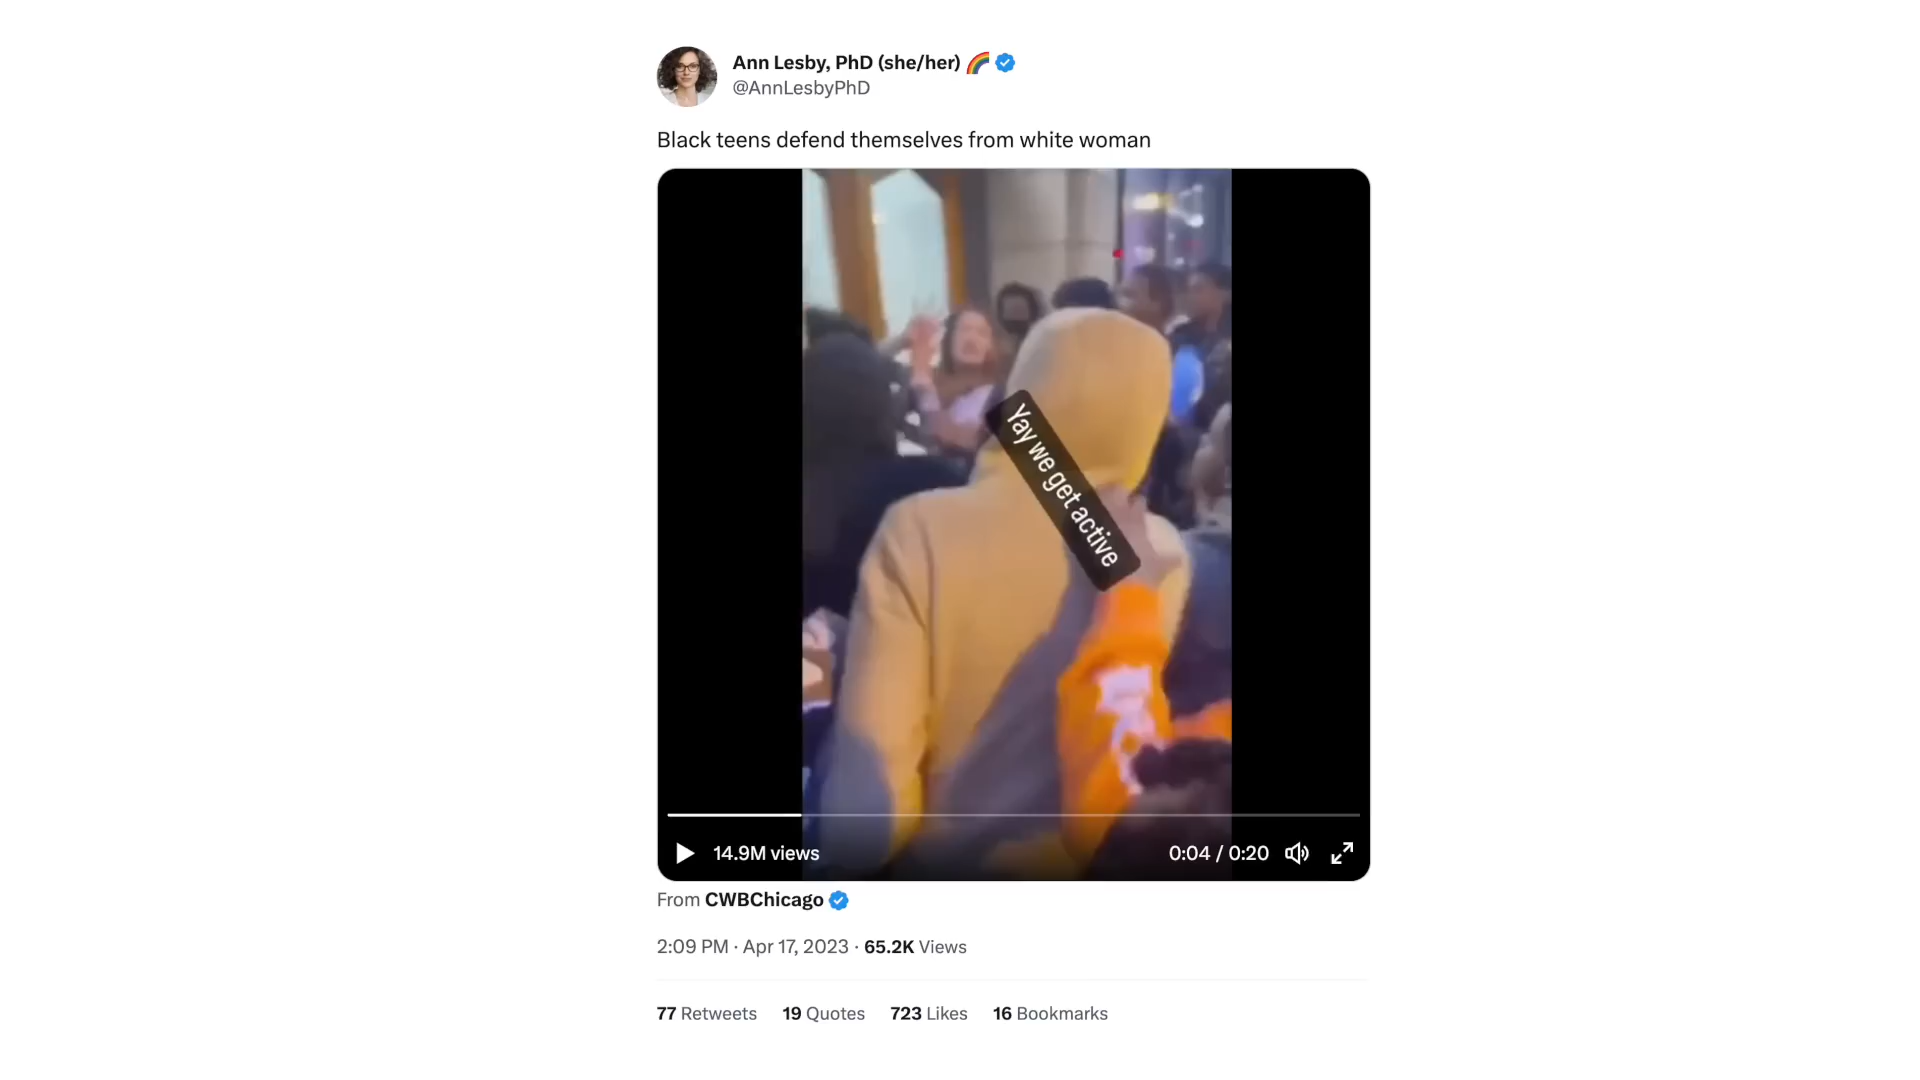 Ann Lesby, PhD (she/her) 🌈
@AnnLesbyPhD
Black teens defend themselves from white woman
Yay we get active
14.9M views
0:04 / 0:20
From CWBChicago
2:09 PM · Apr 17, 2023 · 65.2K Views
77 Retweets 19 Quotes 723 Likes 16 Bookmarks